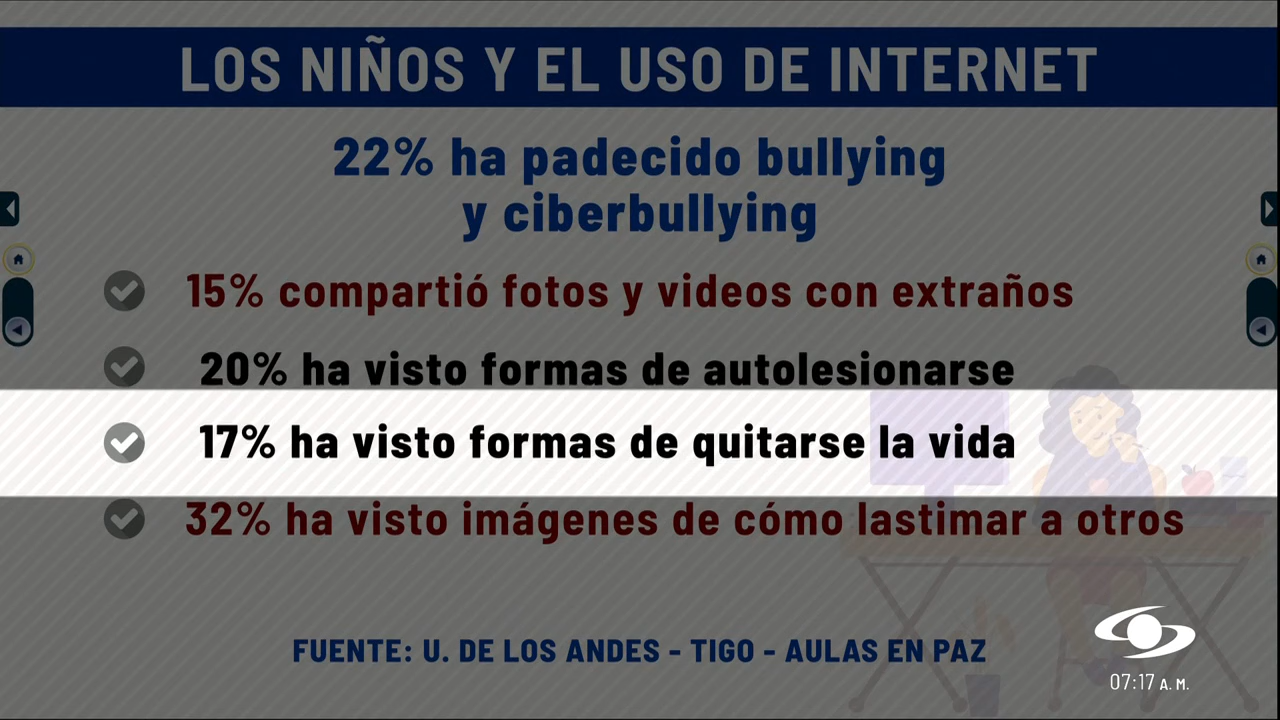 LOS NIÑOS Y EL USO DE INTERNET
22% ha padecido bullying
y ciberbullying
15% compartió fotos y videos con extraños
20% ha visto formas de autolesionarse
17% ha visto formas de quitarse la vida
32% ha visto imágenes de cómo lastimar a otros
FUENTE: U. DE LOS ANDES - TIGO - AULAS EN PAZ
07:17 A. M.